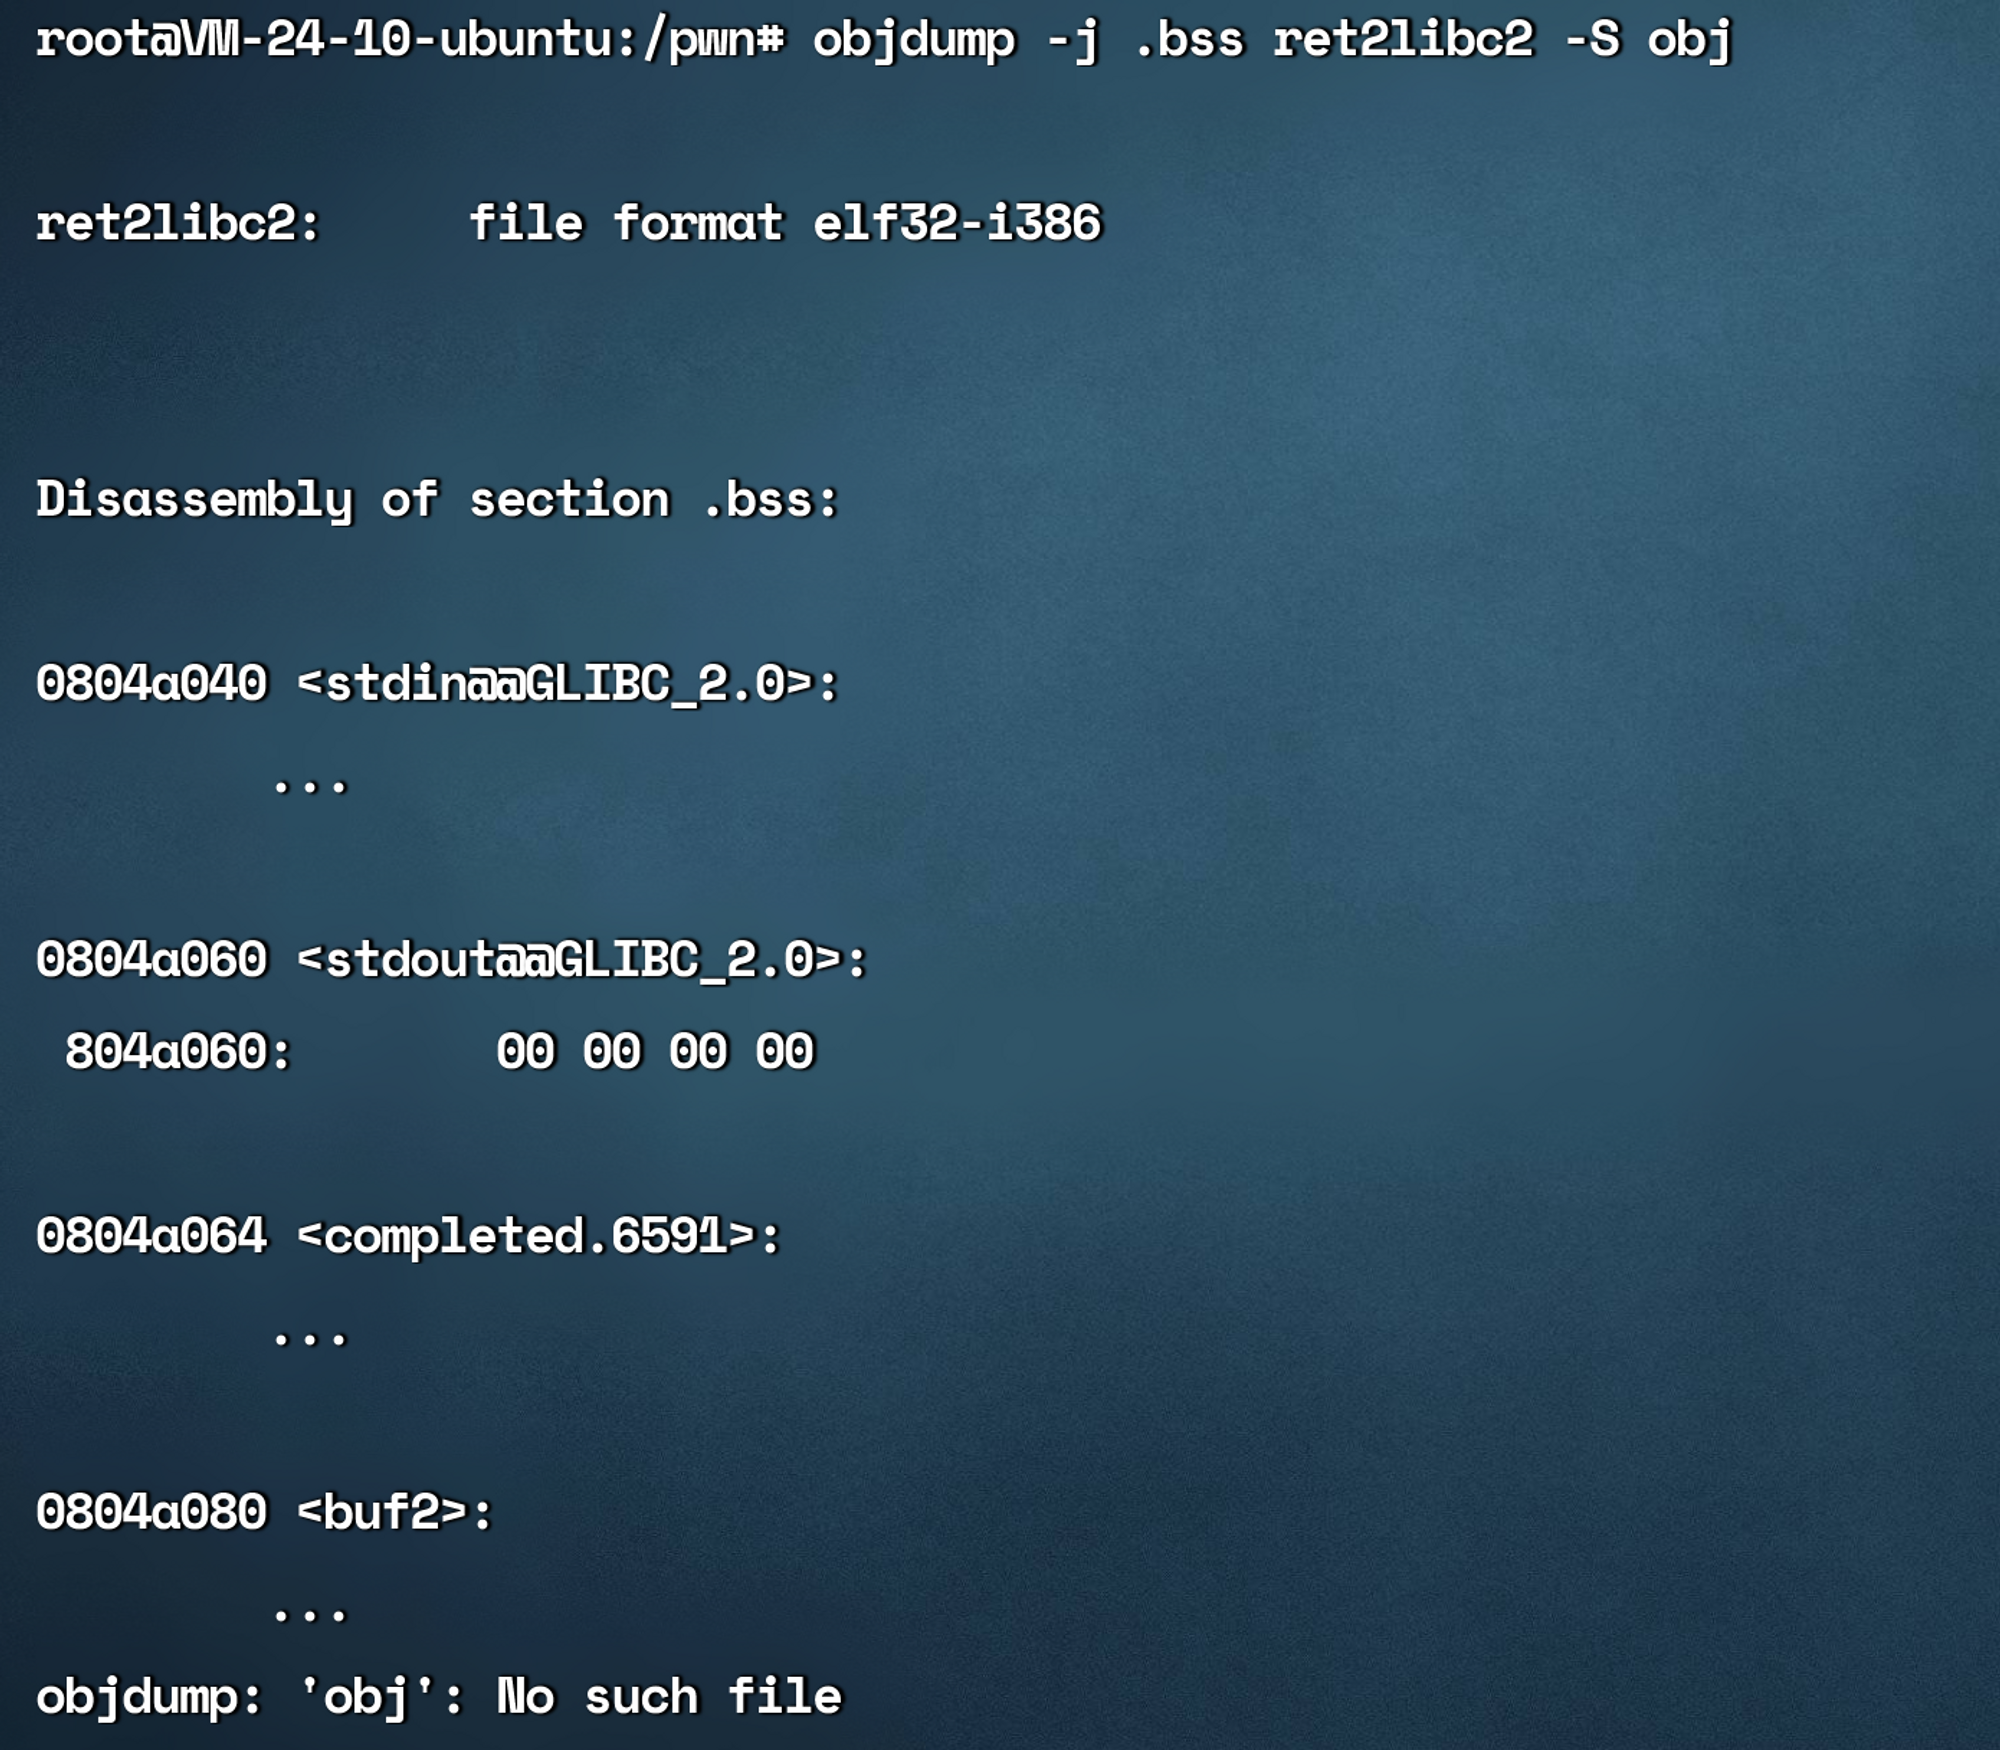 root@VM-24-10-ubuntu:/pwn# objdump -j .bss ret2libc2 -S obj
ret2libc2:     file format elf32-i386
Disassembly of section .bss:
0804a040 <stdin@@GLIBC_2.0>:
        ...
0804a060 <stdout@@GLIBC_2.0>:
 804a060:       00 00 00 00
0804a064 <completed.6591>:
        ...
0804a080 <buf2>:
        ...
objdump: 'obj': No such file